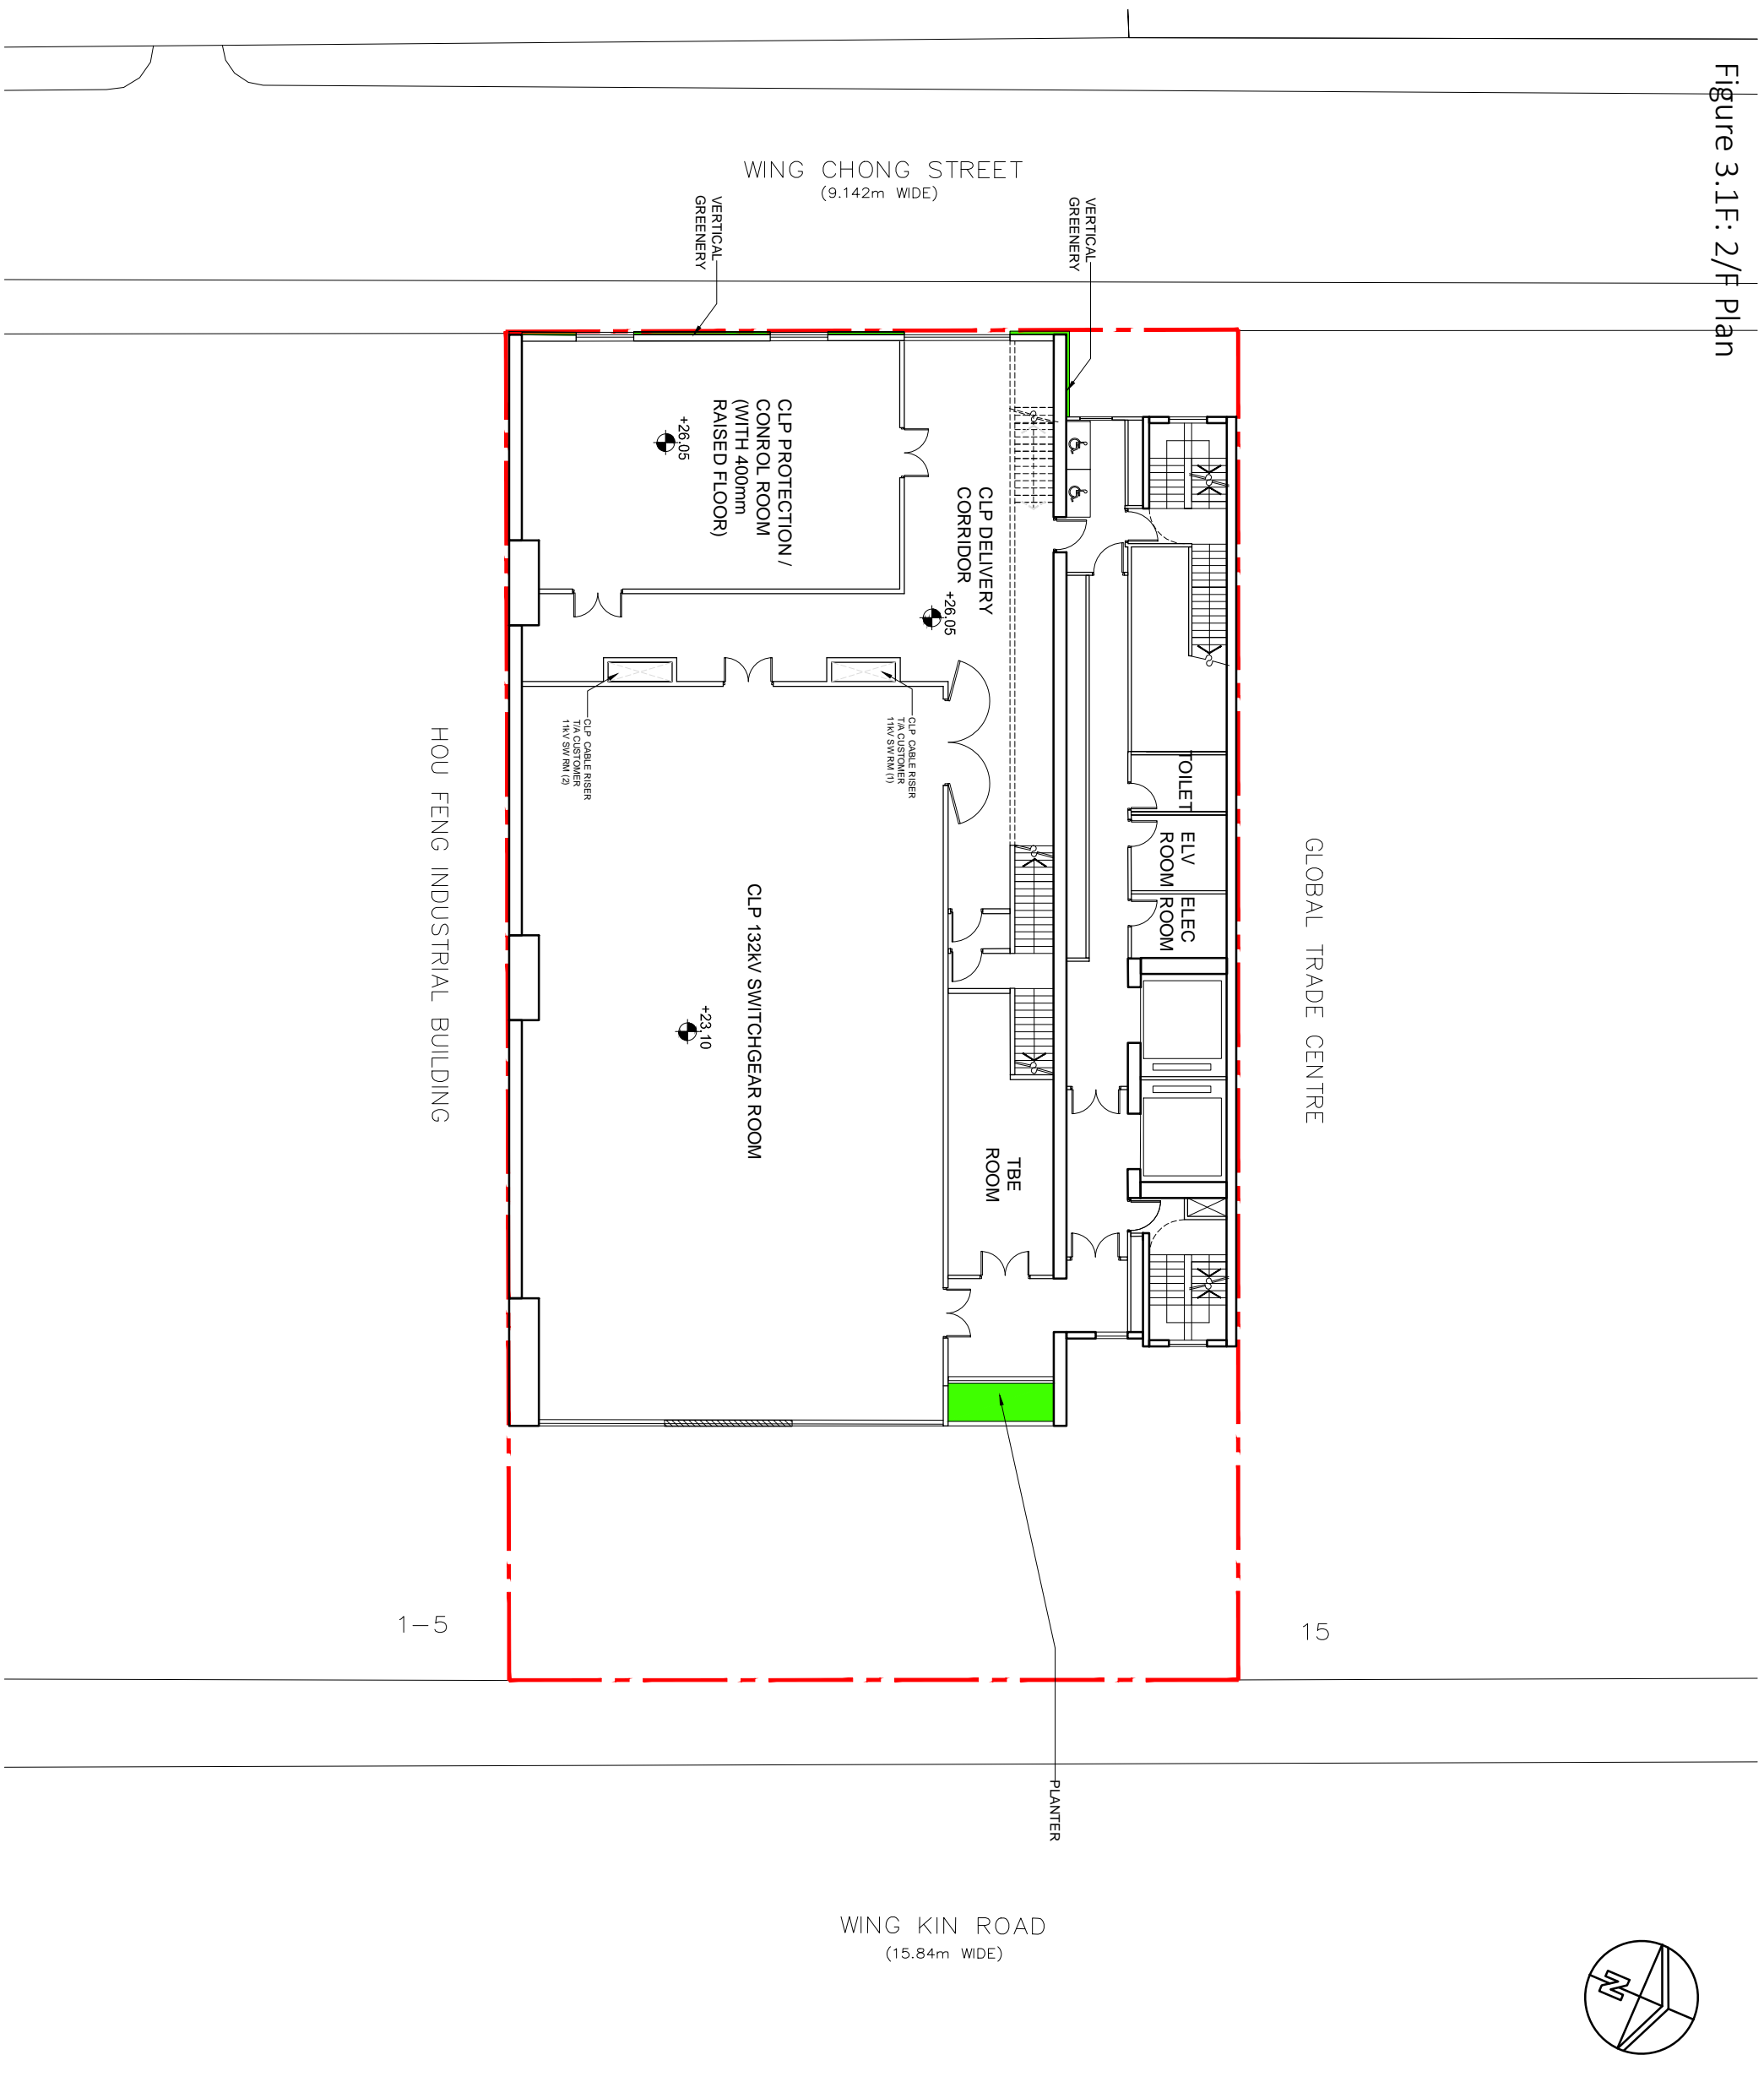 Figure 3.1F: 2/F Plan
WING CHONG STREET
(9.142m WIDE)
VERTICAL
GREENERY
VERTICAL
GREENERY
CLP PROTECTION /
CONROL ROOM
(WITH 400mm
RAISED FLOOR)
+26.05
CLP DELIVERY
CORRIDOR
+26.05
CLP CABLE RISER
T/A CUSTOMER
11kV SW RM (2)
CLP CABLE RISER
T/A CUSTOMER
11kV SW RM (1)
TOILET
ELV
ROOM
ELEC
ROOM
HOU FENG INDUSTRIAL BUILDING
CLP 132kV SWITCHGEAR ROOM
+23.10
GLOBAL TRADE CENTRE
TBE
ROOM
1-5
15
PLANTER
WING KIN ROAD
(15.84m WIDE)
N